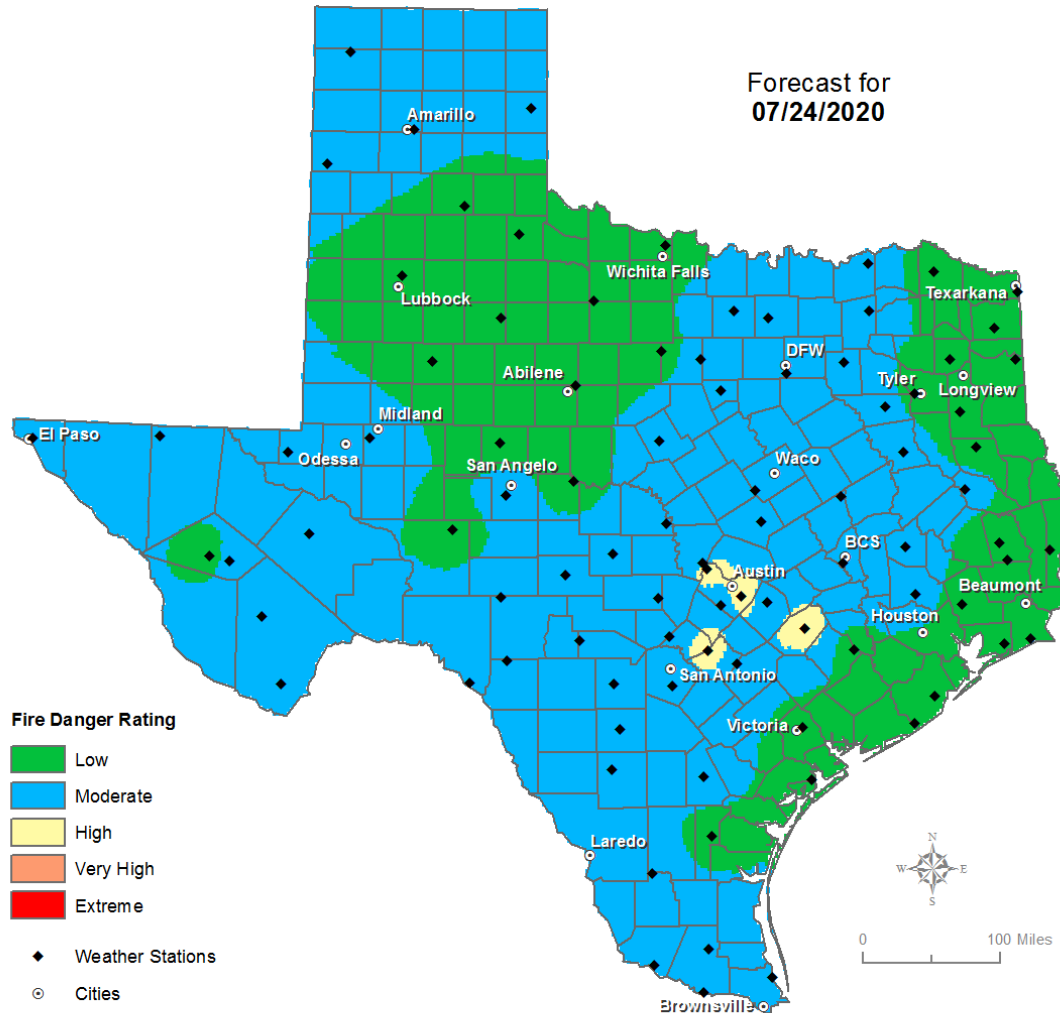 Forecast for
07/24/2020
Amarillo
Wichita Falls
Lubbock
Texarkana
DFW
Abilene
Tyler
Longview
Midland
El Paso
Odessa
San Angelo
Waco
BCS
Austin
Beaumont
Houston
San Antonio
Victoria
Laredo
Brownsville
Fire Danger Rating
Low
Moderate
High
Very High
Extreme
Weather Stations
Cities
N
W
E
S
0
100 Miles